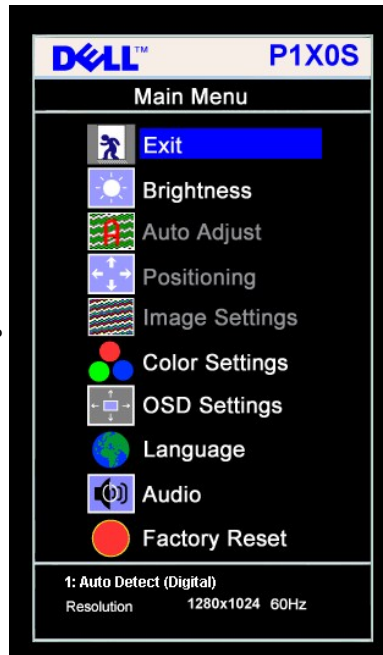 DELL™ P1X0S
Main Menu
Exit
Brightness
Auto Adjust
Positioning
Image Settings
Color Settings
OSD Settings
Language
Audio
Factory Reset
1: Auto Detect (Digital)
Resolution 1280x1024 60Hz